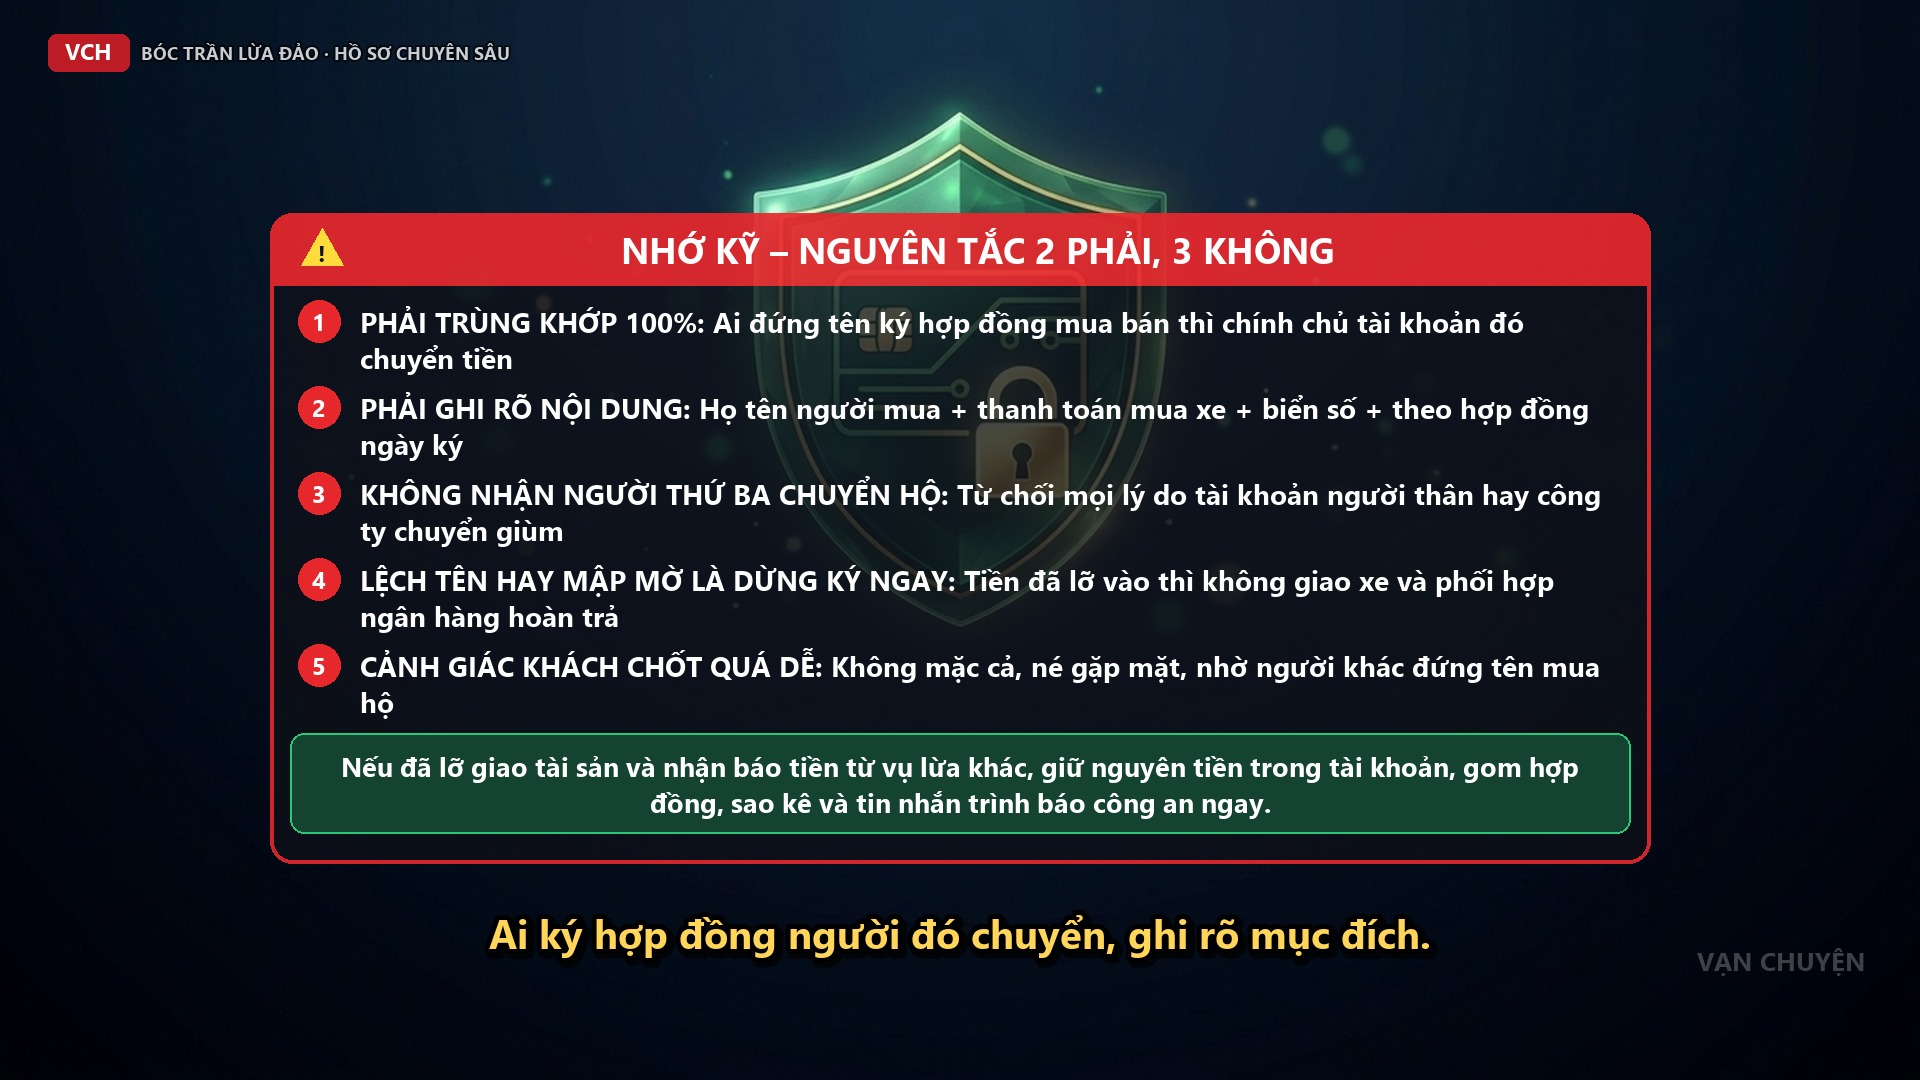 VCH BÓC TRẦN LỪA ĐẢO · HỒ SƠ CHUYÊN SÂU
! NHỚ KỸ – NGUYÊN TẮC 2 PHẢI, 3 KHÔNG
1 PHẢI TRÙNG KHỚP 100%: Ai đứng tên ký hợp đồng mua bán thì chính chủ tài khoản đó
chuyển tiền
2 PHẢI GHI RÕ NỘI DUNG: Họ tên người mua + thanh toán mua xe + biển số + theo hợp đồng
ngày ký
3 KHÔNG NHẬN NGƯỜI THỨ BA CHUYỂN HỘ: Từ chối mọi lý do tài khoản người thân hay công
ty chuyển giùm
4 LỆCH TÊN HAY MẬP MỜ LÀ DỪNG KÝ NGAY: Tiền đã lỡ vào thì không giao xe và phối hợp
ngân hàng hoàn trả
5 CẢNH GIÁC KHÁCH CHỐT QUÁ DỄ: Không mặc cả, né gặp mặt, nhờ người khác đứng tên mua
hộ
Nếu đã lỡ giao tài sản và nhận báo tiền từ vụ lừa khác, giữ nguyên tiền trong tài khoản, gom hợp
đồng, sao kê và tin nhắn trình báo công an ngay.
Ai ký hợp đồng người đó chuyển, ghi rõ mục đích.
VẠN CHUYỆN